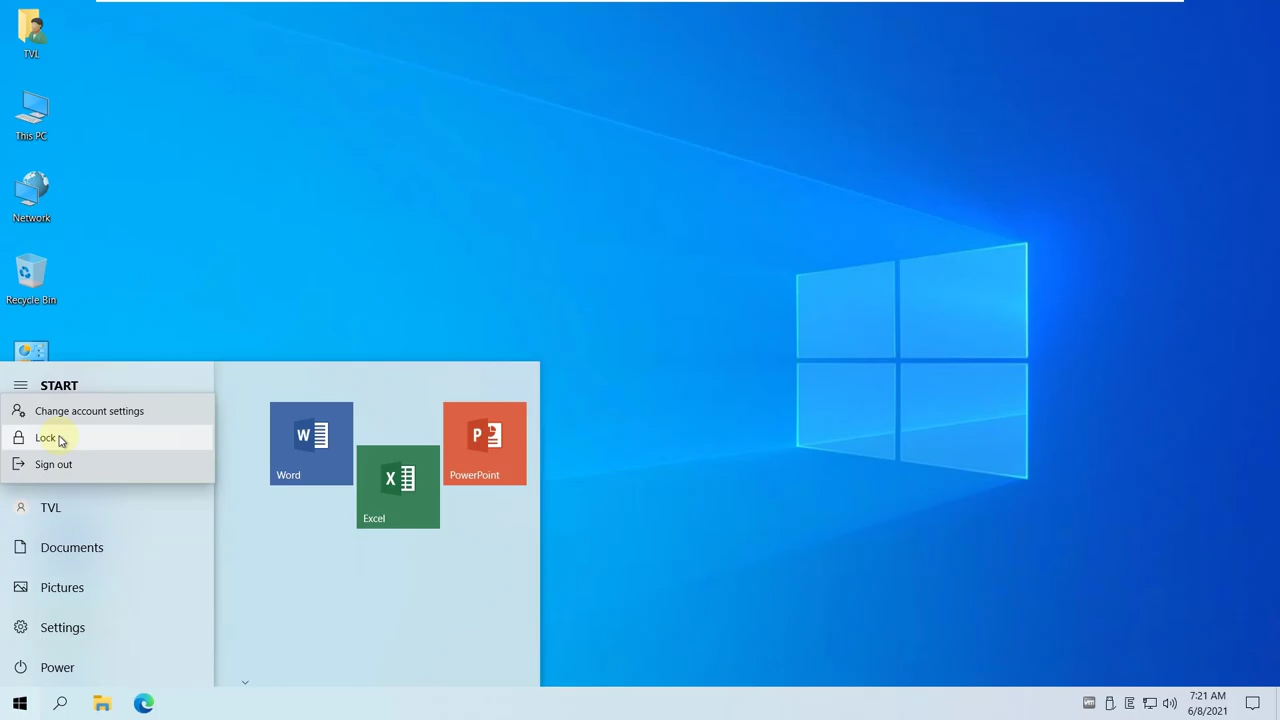 TVL
This PC
Network
Recycle Bin
START
Change account settings
Lock
Sign out
TVL
Documents
Pictures
Settings
Power
W
Word
X
Excel
P
PowerPoint
vm
7:21 AM
6/8/2021